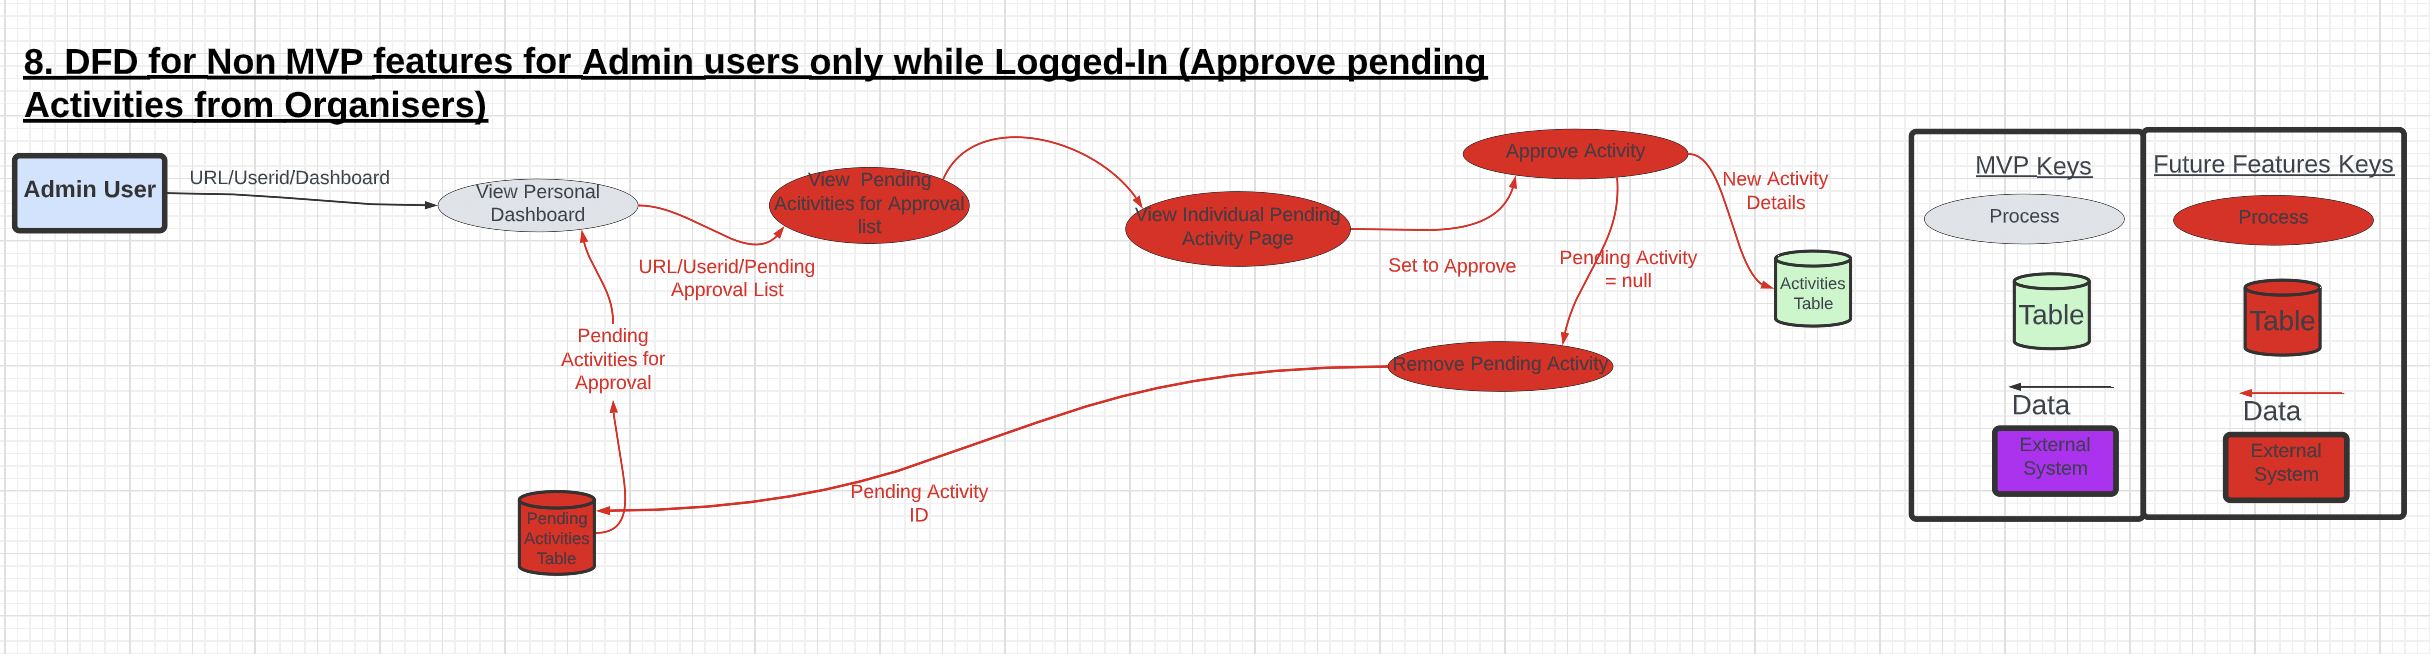 8. DFD for Non MVP features for Admin users only while Logged-In (Approve pending
Activities from Organisers)
Admin User
URL/Userid/Dashboard
View Personal
Dashboard
URL/Userid/Pending
Approval List
View  Pending
Acitivities for Approval
list
View Individual Pending
Activity Page
Set to Approve
Approve Activity
New Activity
Details
Activities
Table
Pending Activity
= null
Remove Pending Activity
Pending Activity
ID
Pending
Activities for
Approval
Pending
Activities
Table
MVP Keys
Process
Table
Data
External
System
Future Features Keys
Process
Table
Data
External
System